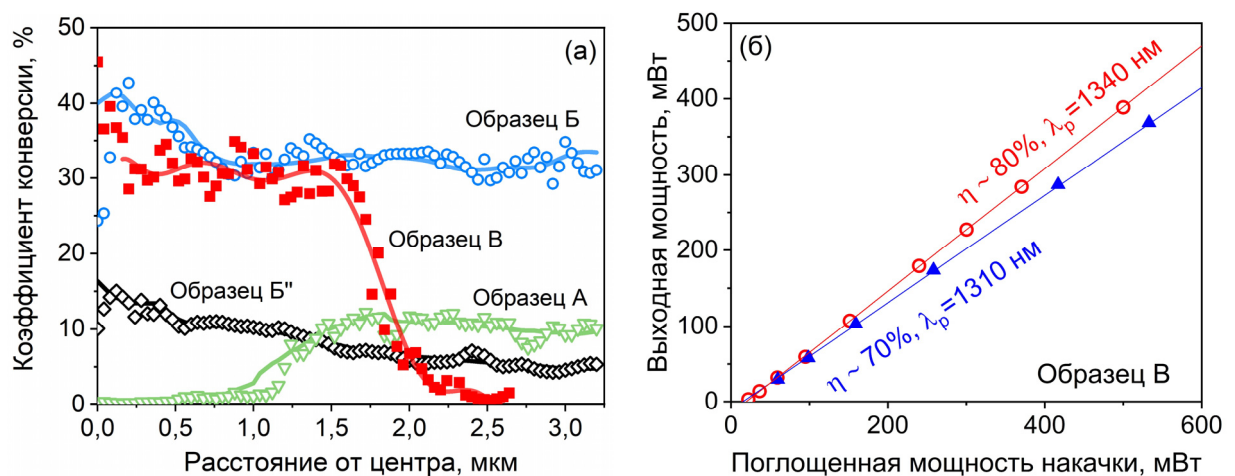 (а)
Коэффициент конверсии, %
50
40
30
20
10
0
Образец Б
Образец В
Образец Б"
Образец А
0,0 0,5 1,0 1,5 2,0 2,5 3,0
Расстояние от центра, мкм
(б)
Выходная мощность, мВт
500
400
300
200
100
0
η ~ 80%, λp=1340 нм
η ~ 70%, λp=1310 нм
Образец В
0 200 400 600
Поглощенная мощность накачки, мВт